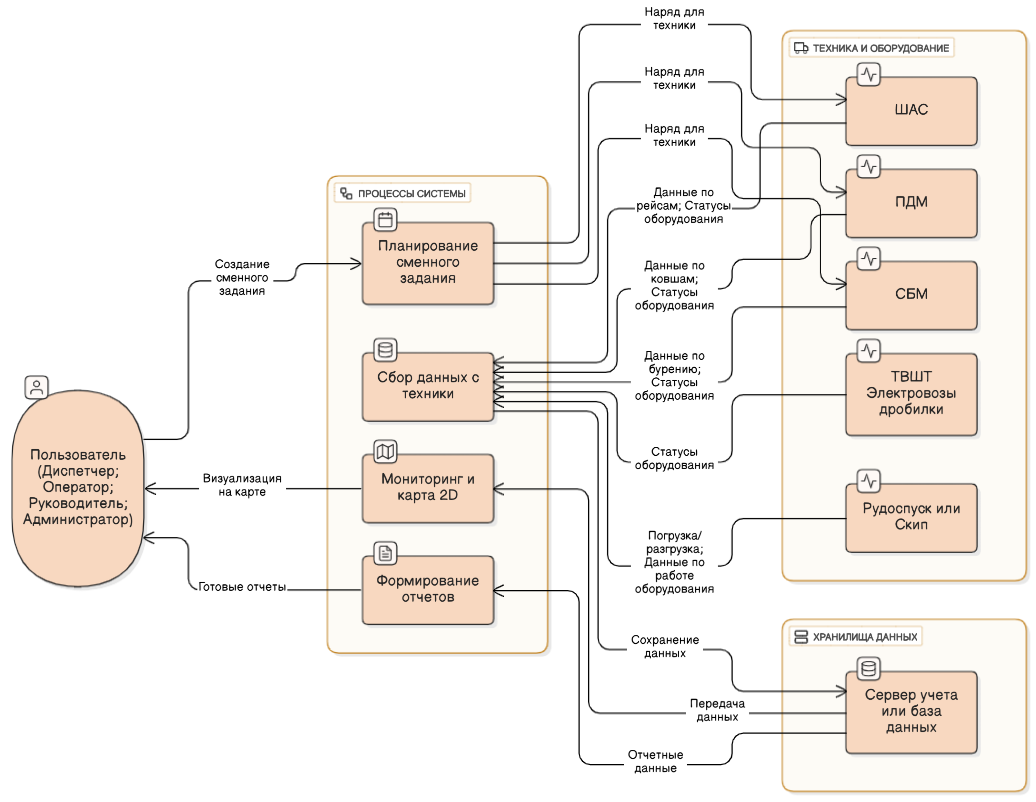 Наряд для
техники
ТЕХНИКА И ОБОРУДОВАНИЕ
Наряд для
техники
ШАС
Наряд для
техники
ПРОЦЕССЫ СИСТЕМЫ
Данные по
рейсам; Статусы
оборудования
ПДМ
Планирование
сменного
задания
Создание
сменного
задания
Данные по
ковшам;
Статусы
оборудования
СБМ
Сбор данных с
техники
Данные по
бурению;
Статусы
оборудования
ТВШТ
Электровозы
дробилки
Пользователь
(Диспетчер;
Оператор;
Руководитель;
Администратор)
Визуализация
на карте
Мониторинг и
карта 2D
Статусы
оборудования
Рудоспуск или
Скип
Погрузка/
разгрузка;
Данные по
работе
оборудования
Готовые отчеты
Формирование
отчетов
ХРАНИЛИЩА ДАННЫХ
Сохранение
данных
Сервер учета
или база
данных
Передача
данных
Отчетные
данные